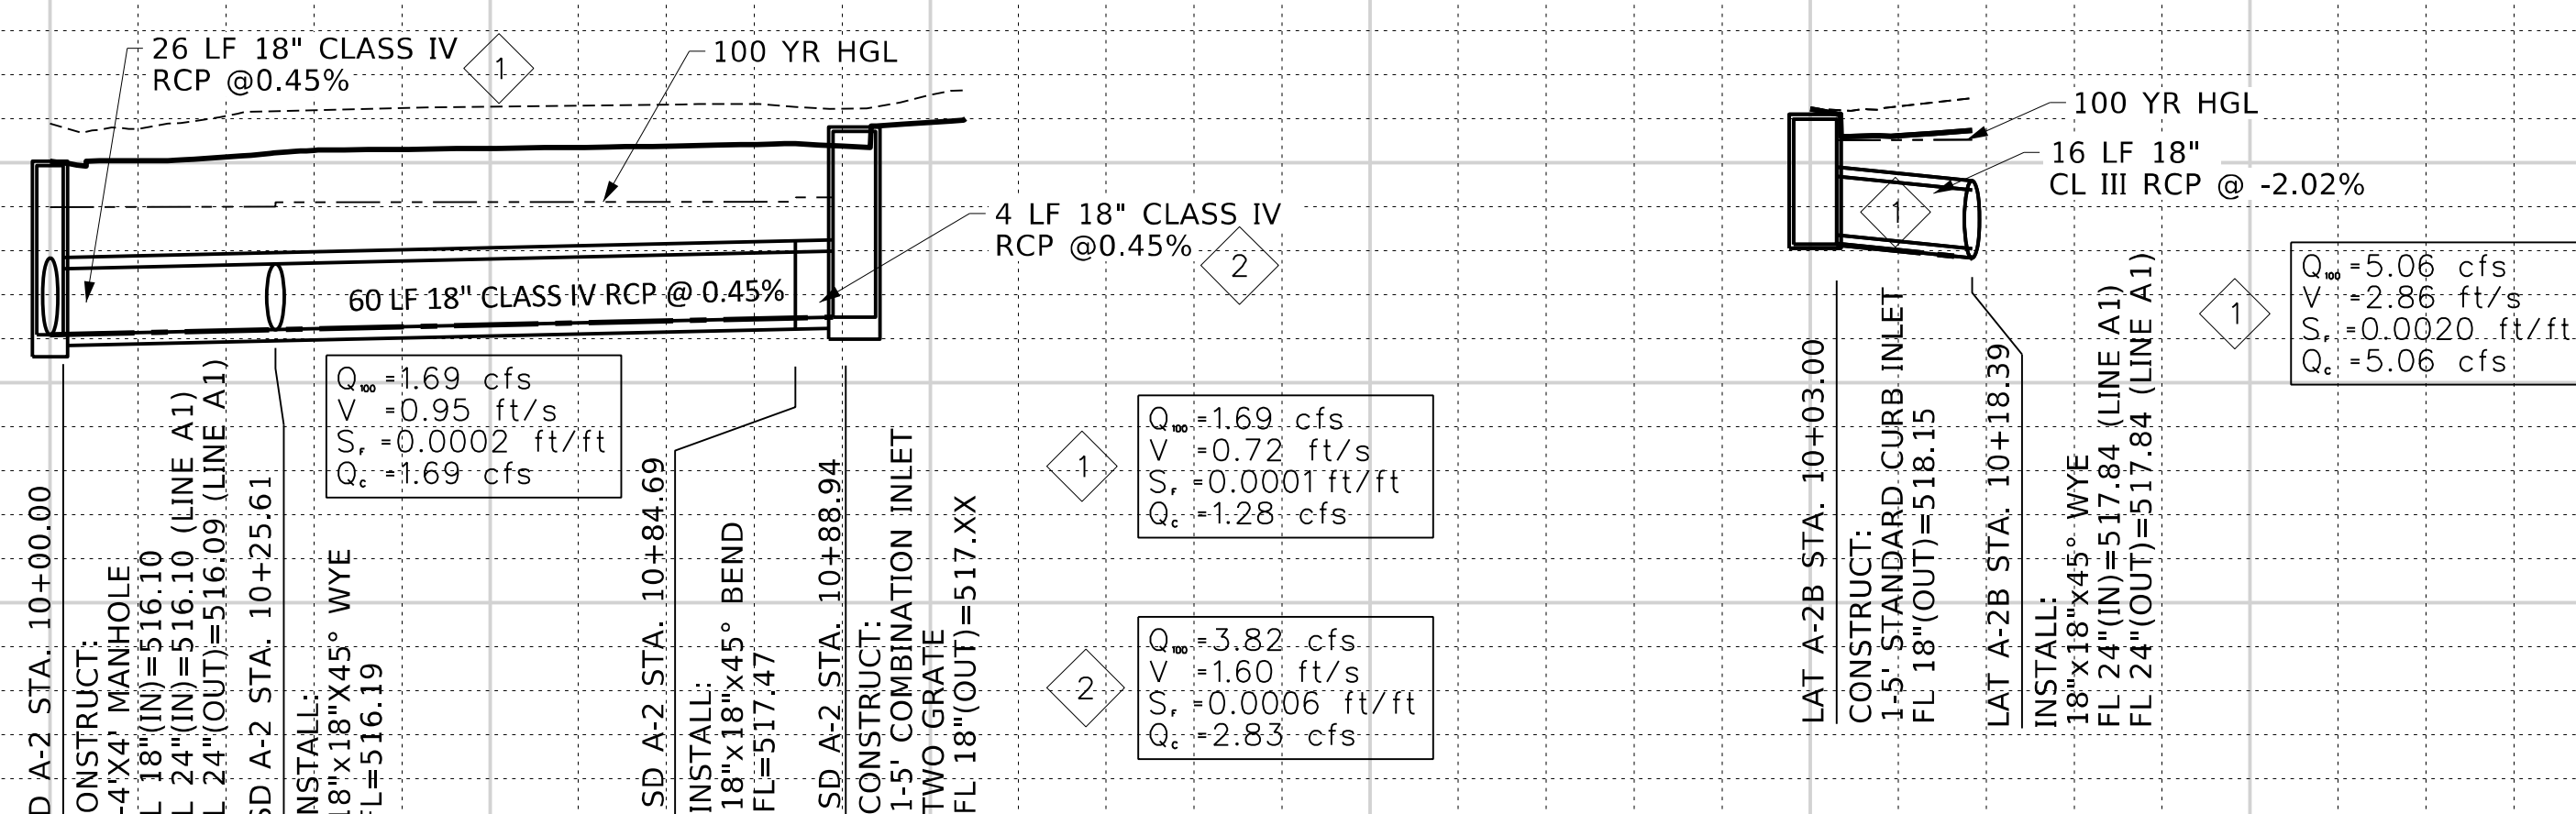 26 LF 18" CLASS IV
RCP @0.45%
1
100 YR HGL
4 LF 18" CLASS IV
RCP @0.45%
2
60 LF 18" CLASS IV RCP @ 0.45%
Q100 =1.69 cfs
V =0.95 ft/s
SF =0.0002 ft/ft
QC =1.69 cfs
D A-2 STA. 10+00.00
ONSTRUCT:
-4'X4' MANHOLE
L 18"(IN)=516.10
L 24"(IN)=516.10 (LINE A1)
L 24"(OUT)=516.09 (LINE A1)
SD A-2 STA. 10+25.61
NSTALL:
18"x18"X45° WYE
FL=516.19
SD A-2 STA. 10+84.69
INSTALL:
18"x18"x45° BEND
FL=517.47
SD A-2 STA. 10+88.94
CONSTRUCT:
1-5' COMBINATION INLET
TWO GRATE
FL 18"(OUT)=517.XX
1
Q100 =1.69 cfs
V =0.72 ft/s
SF =0.0001 ft/ft
QC =1.28 cfs
2
Q100 =3.82 cfs
V =1.60 ft/s
SF =0.0006 ft/ft
QC =2.83 cfs
100 YR HGL
16 LF 18"
CL III RCP @ -2.02%
1
LAT A-2B STA. 10+03.00
CONSTRUCT:
1-5' STANDARD CURB INLET
FL 18"(OUT)=518.15
LAT A-2B STA. 10+18.39
INSTALL:
18"x18"x45° WYE
FL 24"(IN)=517.84 (LINE A1)
FL 24"(OUT)=517.84 (LINE A1)
1
Q100 =5.06 cfs
V =2.86 ft/s
SF =0.0020 ft/ft
QC =5.06 cfs